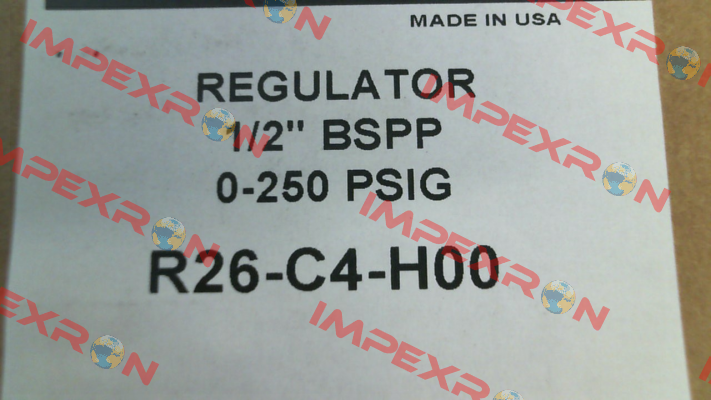 MADE IN USA
REGULATOR
1/2" BSPP
0-250 PSIG
R26-C4-H00
IMPEXRON
IMPEXRON
IMPEXRON
IMPEXRON
IMPEXRON
IMPEXRON
IMPEXRON